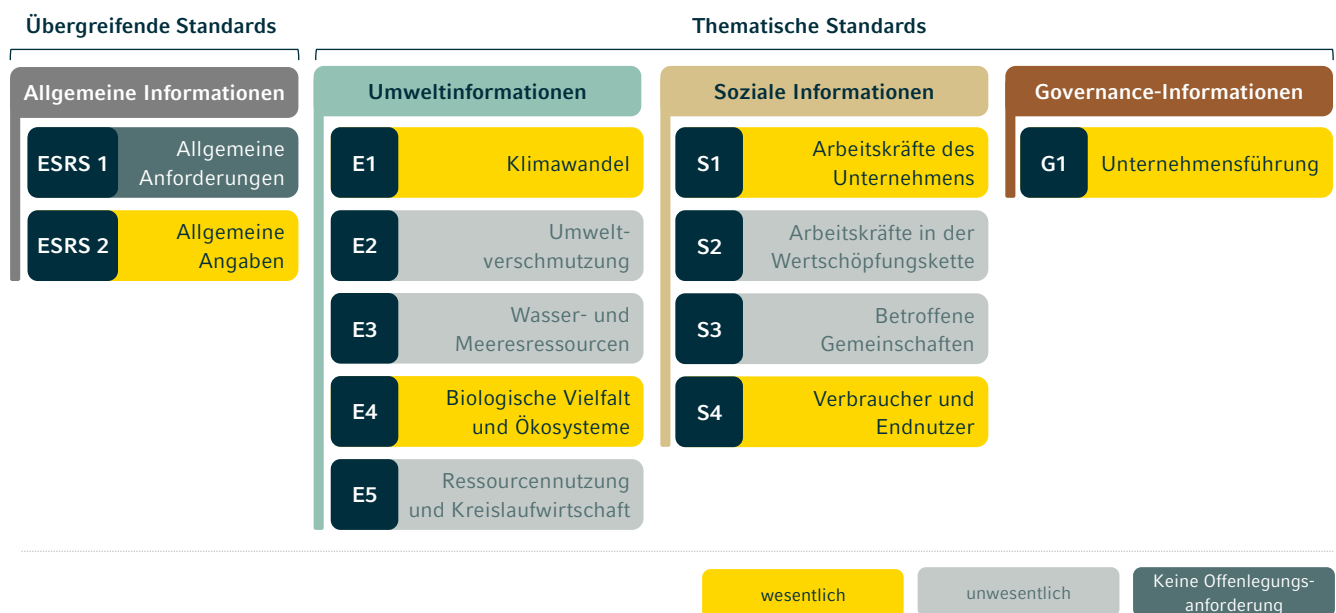 Übergreifende Standards
Thematische Standards
Allgemeine Informationen
ESRS 1
Allgemeine
Anforderungen
ESRS 2
Allgemeine
Angaben
Umweltinformationen
E1
Klimawandel
E2
Umwelt-
verschmutzung
E3
Wasser- und
Meeresressourcen
E4
Biologische Vielfalt
und Ökosysteme
E5
Ressourcennutzung
und Kreislaufwirtschaft
Soziale Informationen
S1
Arbeitskräfte des
Unternehmens
S2
Arbeitskräfte in der
Wertschöpfungskette
S3
Betroffene
Gemeinschaften
S4
Verbraucher und
Endnutzer
Governance-Informationen
G1
Unternehmensführung
wesentlich
unwesentlich
Keine Offenlegungs-
anforderung